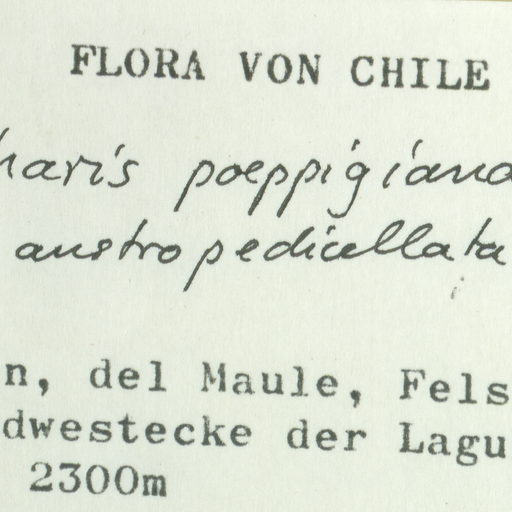 FLORA VON CHILE
haris poeppigiana
austropedicellata
n, del Maule, Fels
dwestecke der Lagu
2300m